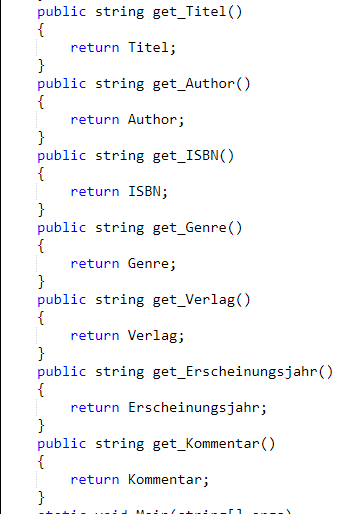 public string get_Titel()
{
return Titel;
}
public string get_Author()
{
return Author;
}
public string get_ISBN()
{
return ISBN;
}
public string get_Genre()
{
return Genre;
}
public string get_Verlag()
{
return Verlag;
}
public string get_Erscheinungsjahr()
{
return Erscheinungsjahr;
}
public string get_Kommentar()
{
return Kommentar;
}
static void Main(string[] args)